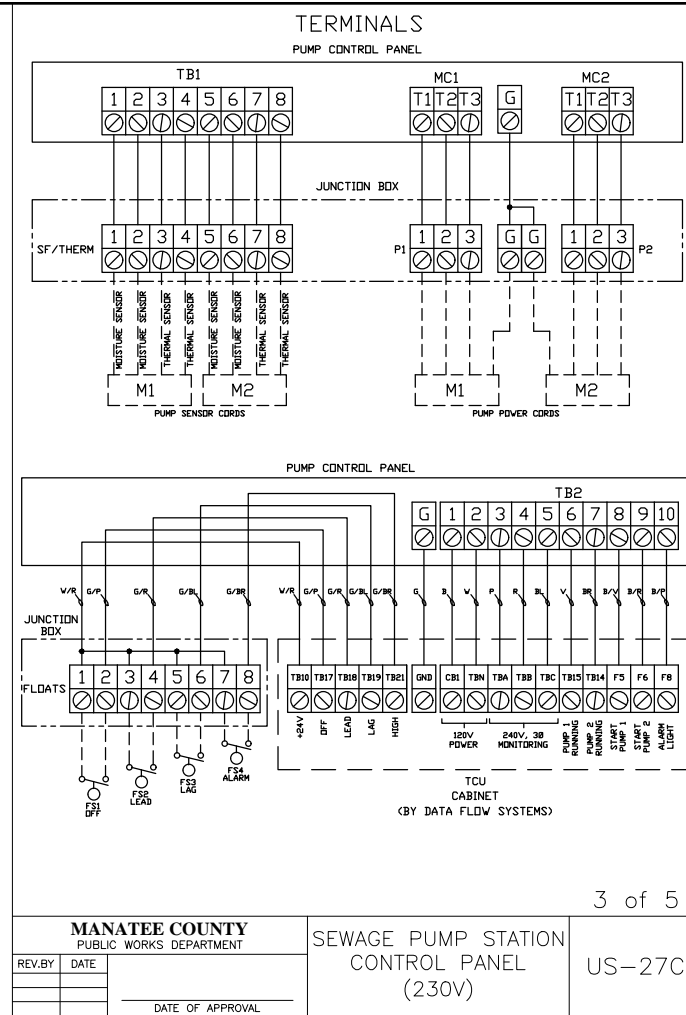 TERMINALS
PUMP CONTROL PANEL
TB1 MC1 MC2
1 2 3 4 5 6 7 8 T1 T2 T3 G T1 T2 T3
JUNCTION BOX
SF/THERM 1 2 3 4 5 6 7 8 P1 1 2 3 G G 1 2 3 P2
MOISTURE SENSOR
MOISTURE SENSOR
THERMAL SENSOR
THERMAL SENSOR
MOISTURE SENSOR
MOISTURE SENSOR
THERMAL SENSOR
THERMAL SENSOR
M1 M2 M1 M2
PUMP SENSOR CORDS PUMP POWER CORDS
PUMP CONTROL PANEL
TB2
G 1 2 3 4 5 6 7 8 9 10
W/R G/P G/R G/BL G/BR W/R G/P G/R G/BL G/BR G B W P R BL V BR B/V B/R B/P
JUNCTION
BOX
FLOATS 1 2 3 4 5 6 7 8 TB10 TB17 TB18 TB19 TB21 GND CB1 TBN TBA TBB TBC TB15 TB14 F5 F6 F8
+24V
OFF
LEAD
LAG
HIGH
120V
POWER
240V, 3Ø
MONITORING
PUMP 1
RUNNING
PUMP 2
RUNNING
START
PUMP 1
START
PUMP 2
ALARM
LIGHT
FS1
OFF
FS2
LEAD
FS3
LAG
FS4
ALARM
TCU
CABINET
(BY DATA FLOW SYSTEMS)
3 of 5
MANATEE COUNTY
PUBLIC WORKS DEPARTMENT
REV.BY DATE
DATE OF APPROVAL
SEWAGE PUMP STATION
CONTROL PANEL
(230V)
US-27C